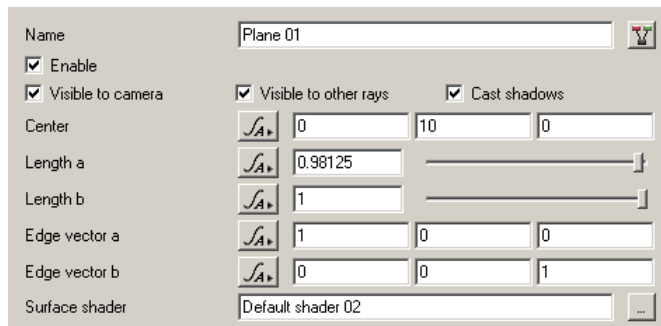 Name Plane 01
Enable
Visible to camera Visible to other rays Cast shadows
Center 0 10 0
Length a 0.98125
Length b 1
Edge vector a 1 0 0
Edge vector b 0 0 1
Surface shader Default shader 02 ...